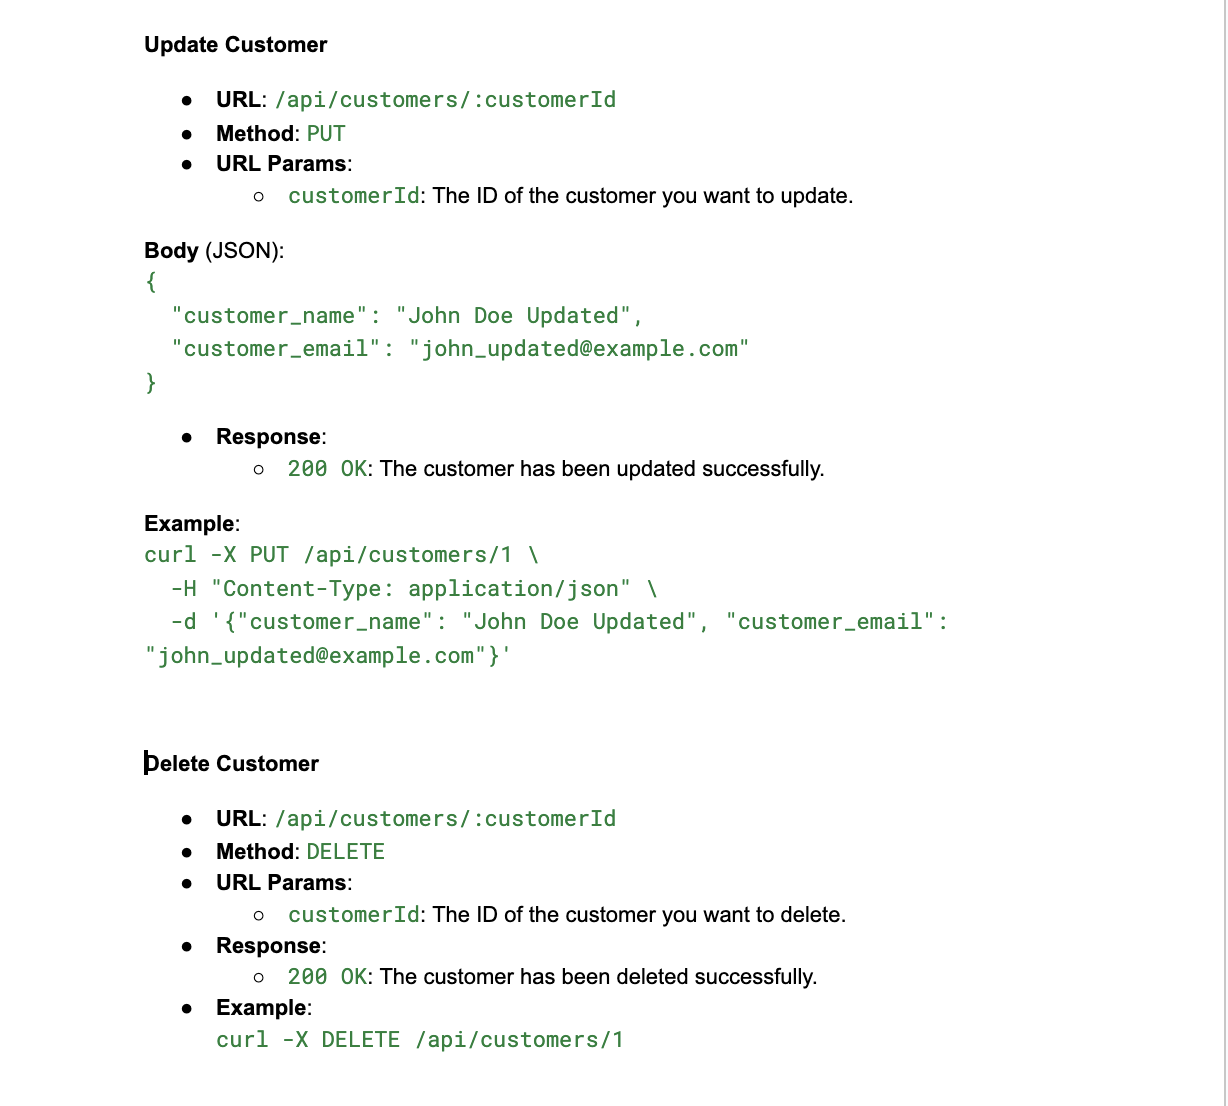 Update Customer
● URL: /api/customers/:customerId
● Method: PUT
● URL Params:
○ customerId: The ID of the customer you want to update.
Body (JSON):
{
  "customer_name": "John Doe Updated",
  "customer_email": "john_updated@example.com"
}
● Response:
○ 200 OK: The customer has been updated successfully.
Example:
curl -X PUT /api/customers/1 \
  -H "Content-Type: application/json" \
  -d '{"customer_name": "John Doe Updated", "customer_email":
"john_updated@example.com"}'
Delete Customer
● URL: /api/customers/:customerId
● Method: DELETE
● URL Params:
○ customerId: The ID of the customer you want to delete.
● Response:
○ 200 OK: The customer has been deleted successfully.
● Example:
curl -X DELETE /api/customers/1